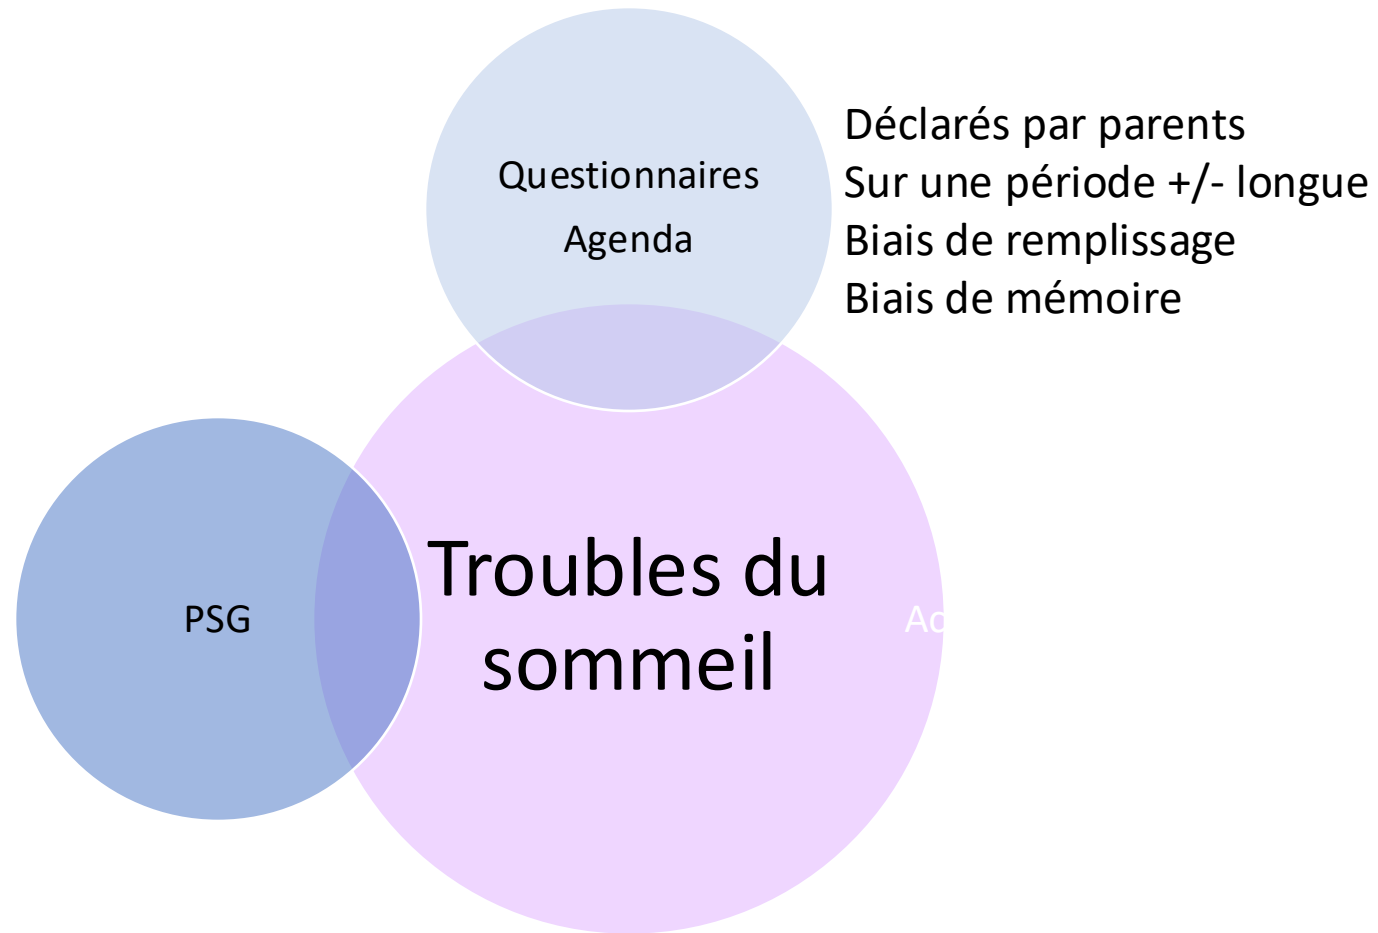 Questionnaires
Agenda
Déclarés par parents
Sur une période +/- longue
Biais de remplissage
Biais de mémoire
PSG
Troubles du
sommeil